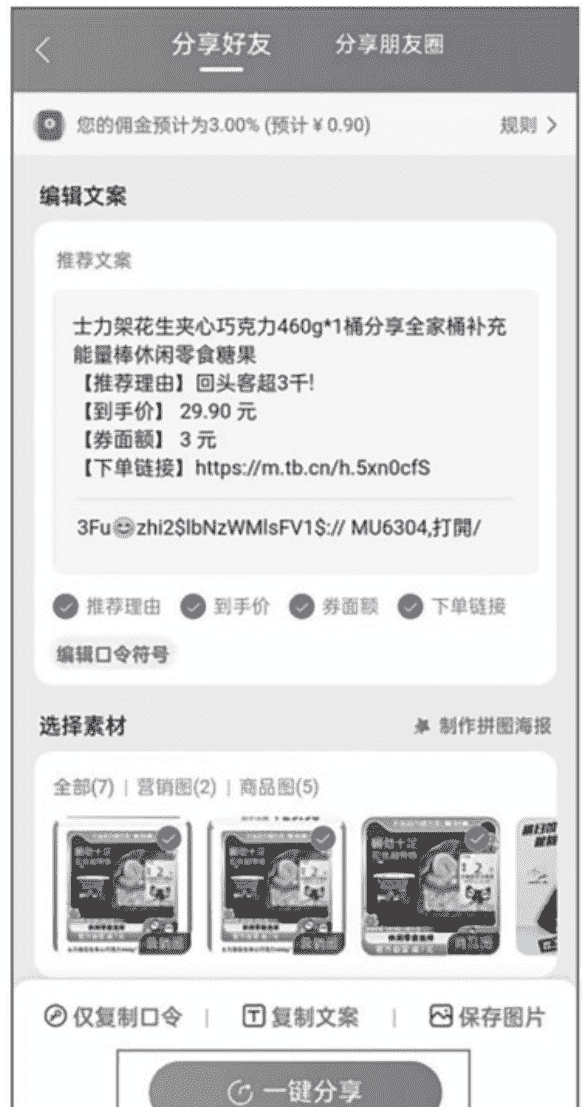 分享好友
分享朋友圈
您的佣金预计为3.00% (预计￥0.90)
规则
编辑文案
推荐文案
士力架花生夹心巧克力460g*1桶分享全家桶补充
能量棒休闲零食糖果
【推荐理由】回头客超3千!
【到手价】 29.90 元
【券面额】 3 元
【下单链接】https://m.tb.cn/h.5xn0cfS
3Fu😊zhi2$lbNzWMlsFV1$:// MU6304,打開/
推荐理由
到手价
券面额
下单链接
编辑口令符号
选择素材
制作拼图海报
全部(7) | 营销图(2) | 商品图(5)
仅复制口令
复制文案
保存图片
一键分享